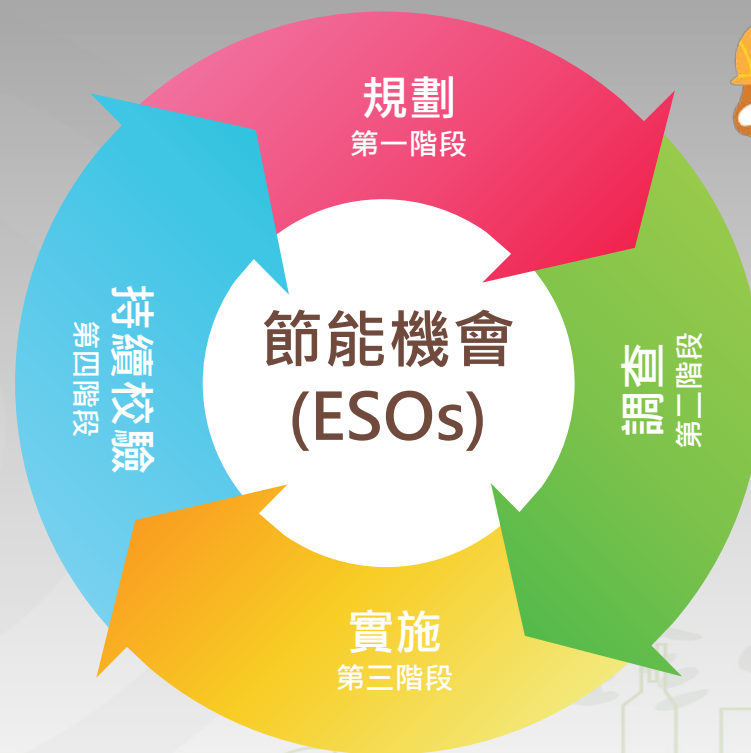 規劃
第一階段
調查
第二階段
實施
第三階段
持續校驗
第四階段
節能機會
(ESOs)